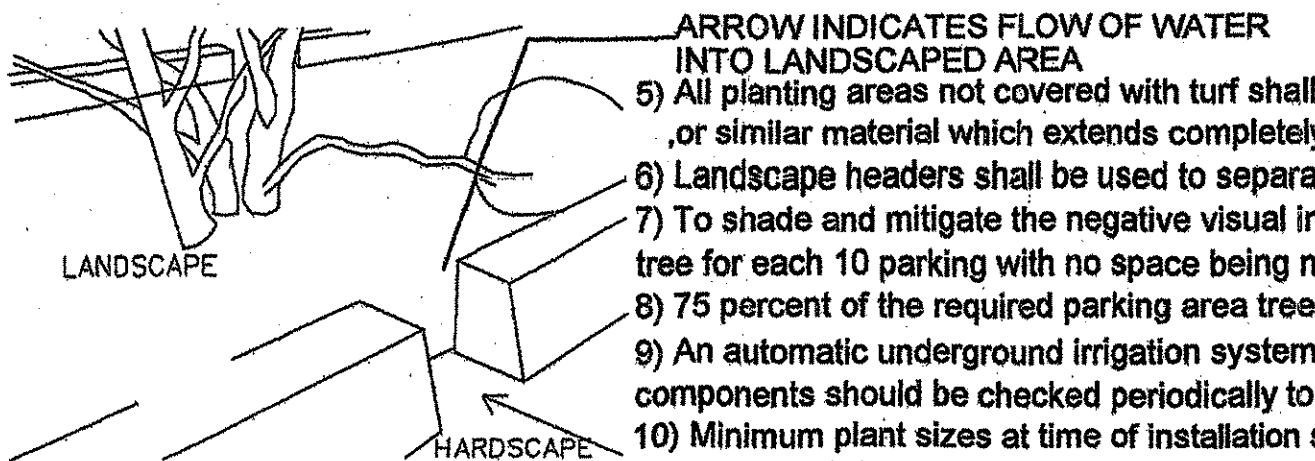 ARROW INDICATES FLOW OF WATER
INTO LANDSCAPED AREA
5) All planting areas not covered with turf shall
,or similar material which extends completely
6) Landscape headers shall be used to separa
7) To shade and mitigate the negative visual i
tree for each 10 parking with no space being n
8) 75 percent of the required parking area tree
9) An automatic underground irrigation system
components should be checked periodically to
10) Minimum plant sizes at time of installation s
LANDSCAPE
HARDSCAPE